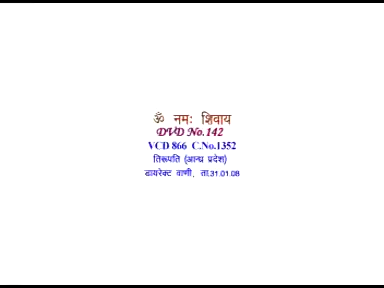 ॐ नमः शिवाय
DVD No.142
VCD 866 C.No.1352
तिरूपति (आन्ध्र प्रदेश)
डायरेक्ट वाणी, ता.31.01.08